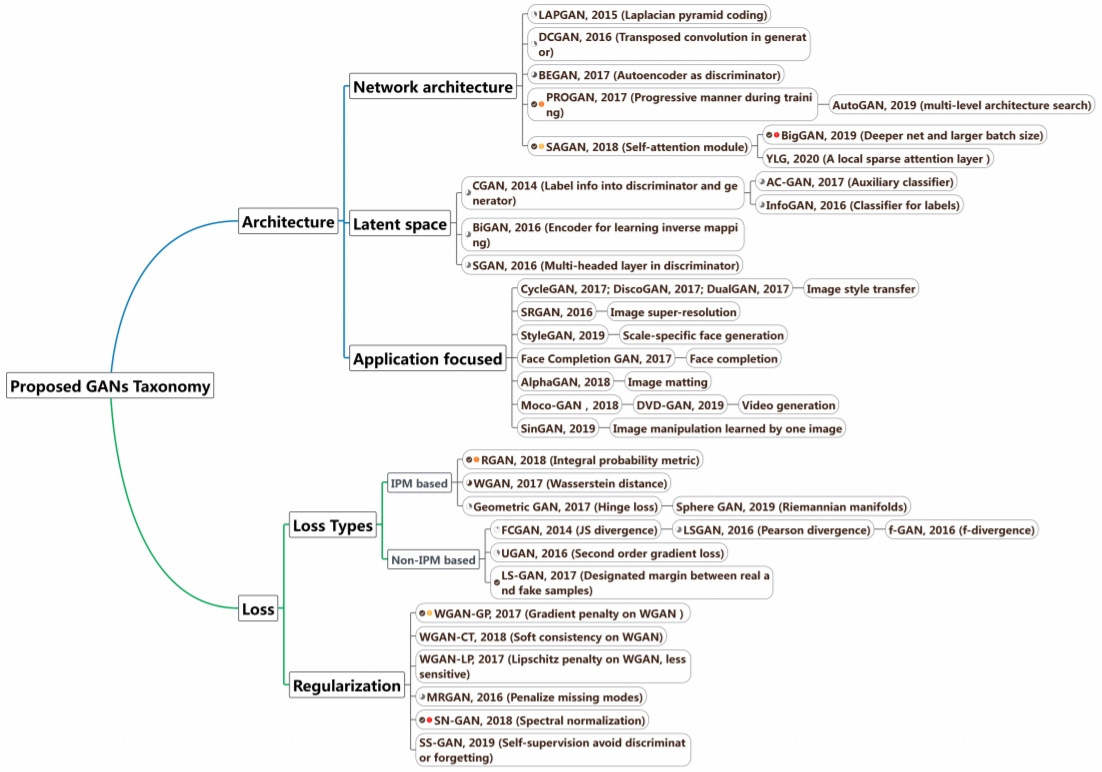 LAPGAN, 2015 (Laplacian pyramid coding)
DCGAN, 2016 (Transposed convolution in generat
or)
BEGAN, 2017 (Autoencoder as discriminator)
Network architecture
PROGAN, 2017 (Progressive manner during traini
ng)
AutoGAN, 2019 (multi-level architecture search)
SAGAN, 2018 (Self-attention module)
BigGAN, 2019 (Deeper net and larger batch size)
YLG, 2020 (A local sparse attention layer )
CGAN, 2014 (Label info into discriminator and ge
nerator)
AC-GAN, 2017 (Auxiliary classifier)
InfoGAN, 2016 (Classifier for labels)
Architecture
Latent space
BiGAN, 2016 (Encoder for learning inverse mappi
ng)
SGAN, 2016 (Multi-headed layer in discriminator)
CycleGAN, 2017; DiscoGAN, 2017; DualGAN, 2017
Image style transfer
SRGAN, 2016
Image super-resolution
StyleGAN, 2019
Scale-specific face generation
Application focused
Face Completion GAN, 2017
Face completion
AlphaGAN, 2018
Image matting
Moco-GAN , 2018
DVD-GAN, 2019
Video generation
SinGAN, 2019
Image manipulation learned by one image
Proposed GANs Taxonomy
RGAN, 2018 (Integral probability metric)
IPM based
WGAN, 2017 (Wasserstein distance)
Geometric GAN, 2017 (Hinge loss)
Sphere GAN, 2019 (Riemannian manifolds)
Loss Types
FCGAN, 2014 (JS divergence)
LSGAN, 2016 (Pearson divergence)
f-GAN, 2016 (f-divergence)
Non-IPM based
UGAN, 2016 (Second order gradient loss)
LS-GAN, 2017 (Designated margin between real a
nd fake samples)
Loss
WGAN-GP, 2017 (Gradient penalty on WGAN )
WGAN-CT, 2018 (Soft consistency on WGAN)
WGAN-LP, 2017 (Lipschitz penalty on WGAN, less
sensitive)
Regularization
MRGAN, 2016 (Penalize missing modes)
SN-GAN, 2018 (Spectral normalization)
SS-GAN, 2019 (Self-supervision avoid discriminat
or forgetting)